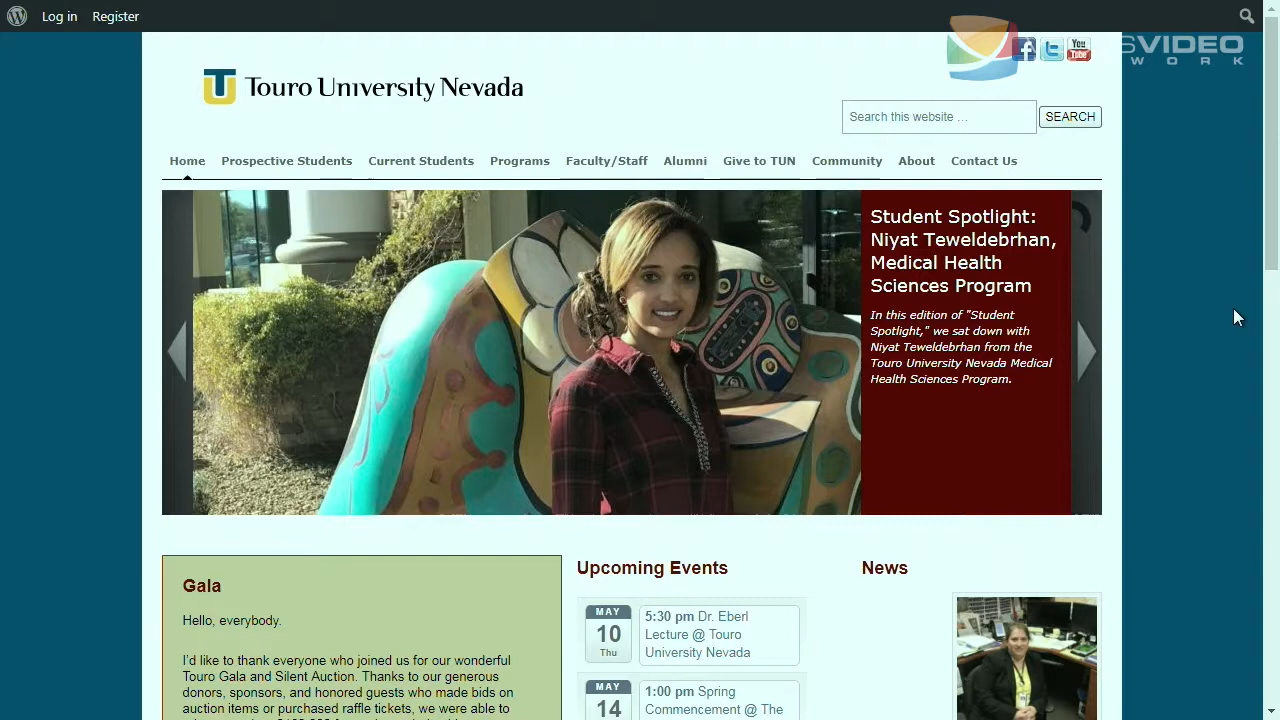 Log in Register
SVIDEO
WORK
f t You Tube
Touro University Nevada
Search this website ... SEARCH
Home Prospective Students Current Students Programs Faculty/Staff Alumni Give to TUN Community About Contact Us
Student Spotlight:
Niyat Teweldebrhan,
Medical Health
Sciences Program
In this edition of "Student
Spotlight," we sat down with
Niyat Teweldebrhan from the
Touro University Nevada Medical
Health Sciences Program.
Gala
Hello, everybody.
I'd like to thank everyone who joined us for our wonderful
Touro Gala and Silent Auction. Thanks to our generous
donors, sponsors, and honored guests who made bids on
auction items or purchased raffle tickets, we were able to
Upcoming Events
MAY
10
Thu
5:30 pm Dr. Eberl
Lecture @ Touro
University Nevada
MAY
14
1:00 pm Spring
Commencement @ The
News